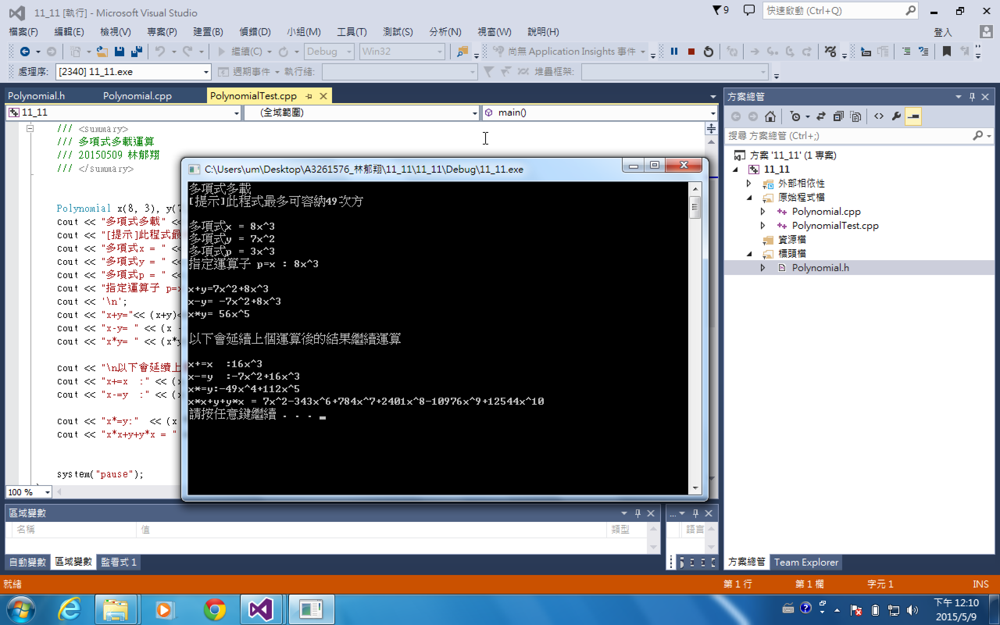 11_11 [執行] - Microsoft Visual Studio
9
快速啟動 (Ctrl+Q)
檔案(F) 編輯(E) 檢視(V) 專案(P) 建置(B) 偵錯(D) 小組(M) 工具(T) 測試(S) 分析(N) 視窗(W) 說明(H)
登入
繼續(C) Debug Win32 尚無 Application Insights 事件
處理序: [2340] 11_11.exe 週期事件 執行緒: 堆疊框架:
Polynomial.h Polynomial.cpp PolynomialTest.cpp
11_11 (全域範圍) main()
/// <summary>
/// 多項式多載運算
/// 20150509 林郁翔
/// </summary>
Polynomial x(8, 3), y(
cout << "多項式多載" <<
cout << "[提示]此程式最
cout << "多項式x = " <<
cout << "多項式y = " <<
cout << "多項式p = " <<
cout << "指定運算子 p=
cout << '\n';
cout << "x+y="<< (x+y)<
cout << "x-y= " << (x -
cout << "x*y= " << (x*y
cout << "\n以下會延續上
cout << "x+=x  :" << (x
cout << "x-=y  :" << (x
cout << "x*=y:"  << (x
cout << "x*x+y+y*x = "
system("pause");
100 %
C:\Users\um\Desktop\A3261576_林郁翔\11_11\11_11\Debug\11_11.exe
多項式多載
[提示]此程式最多可容納49次方
多項式x = 8x^3
多項式y = 7x^2
多項式p = 3x^3
指定運算子 p=x : 8x^3
x+y=7x^2+8x^3
x-y= -7x^2+8x^3
x*y= 56x^5
以下會延續上個運算後的結果繼續運算
x+=x  :16x^3
x-=y  :-7x^2+16x^3
x*=y:-49x^4+112x^5
x*x+y+y*x = 7x^2-343x^6+784x^7+2401x^8-10976x^9+12544x^10
請按任意鍵繼續 . . .
方案總管
搜尋 方案總管 (Ctrl+;)
方案 '11_11' (1 專案)
11_11
外部相依性
原始程式檔
Polynomial.cpp
PolynomialTest.cpp
資源檔
標頭檔
Polynomial.h
區域變數
...
名稱 值 類型
語言
自動變數 區域變數 監看式 1
方案總管 Team Explorer
就緒
第 1 行 第 1 欄 字元 1 INS
下午 12:10
2015/5/9